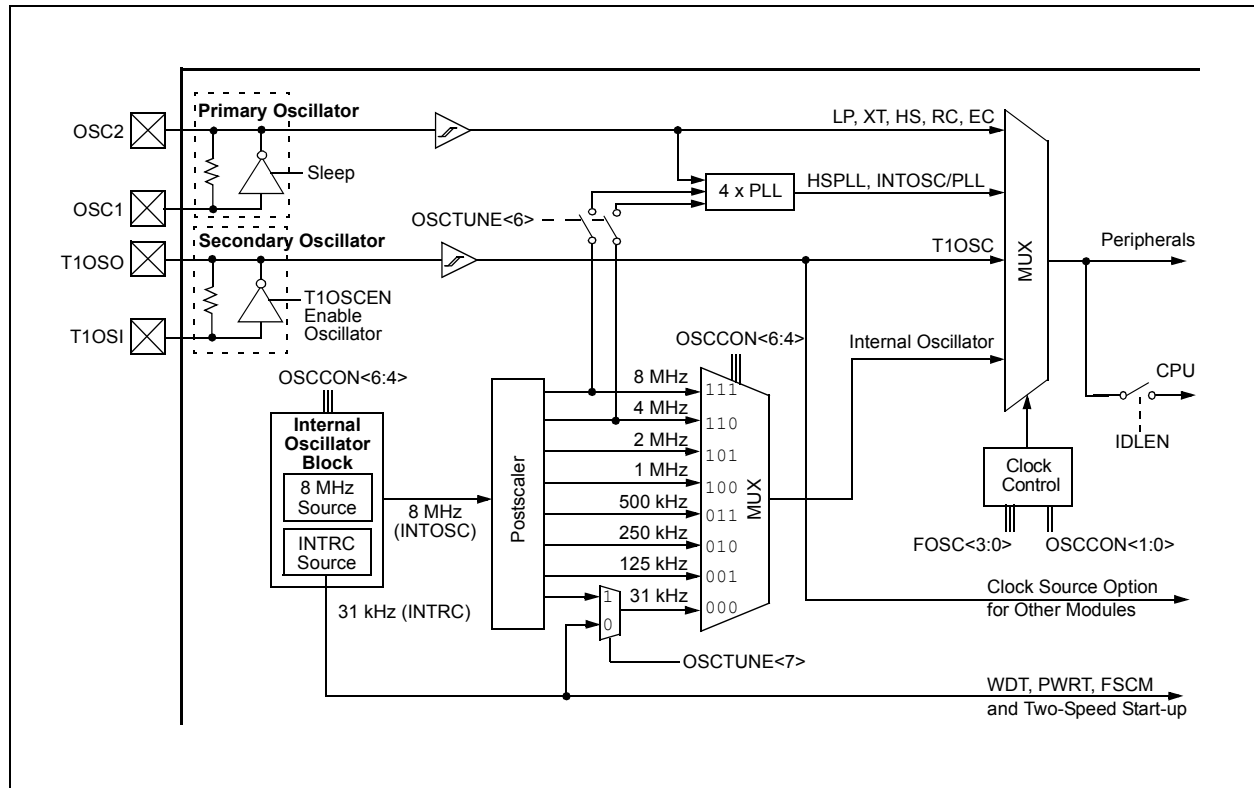 Primary Oscillator
OSC2
LP, XT, HS, RC, EC
Sleep
4 x PLL
HSPLL, INTOSC/PLL
OSC1
OSCTUNE<6>
Secondary Oscillator
T1OSO
T1OSC
MUX
Peripherals
T1OSCEN
Enable
Oscillator
T1OSI
OSCCON<6:4>
Internal Oscillator
OSCCON<6:4>
CPU
IDLEN
Internal
Oscillator
Block
8 MHz
Source
INTRC
Source
8 MHz
(INTOSC)
31 kHz (INTRC)
Postscaler
8 MHz
111
4 MHz
110
2 MHz
101
1 MHz
100
500 kHz
011
250 kHz
010
125 kHz
001
1
0
31 kHz
000
MUX
OSCTUNE<7>
Clock
Control
FOSC<3:0>
OSCCON<1:0>
Clock Source Option
for Other Modules
WDT, PWRT, FSCM
and Two-Speed Start-up